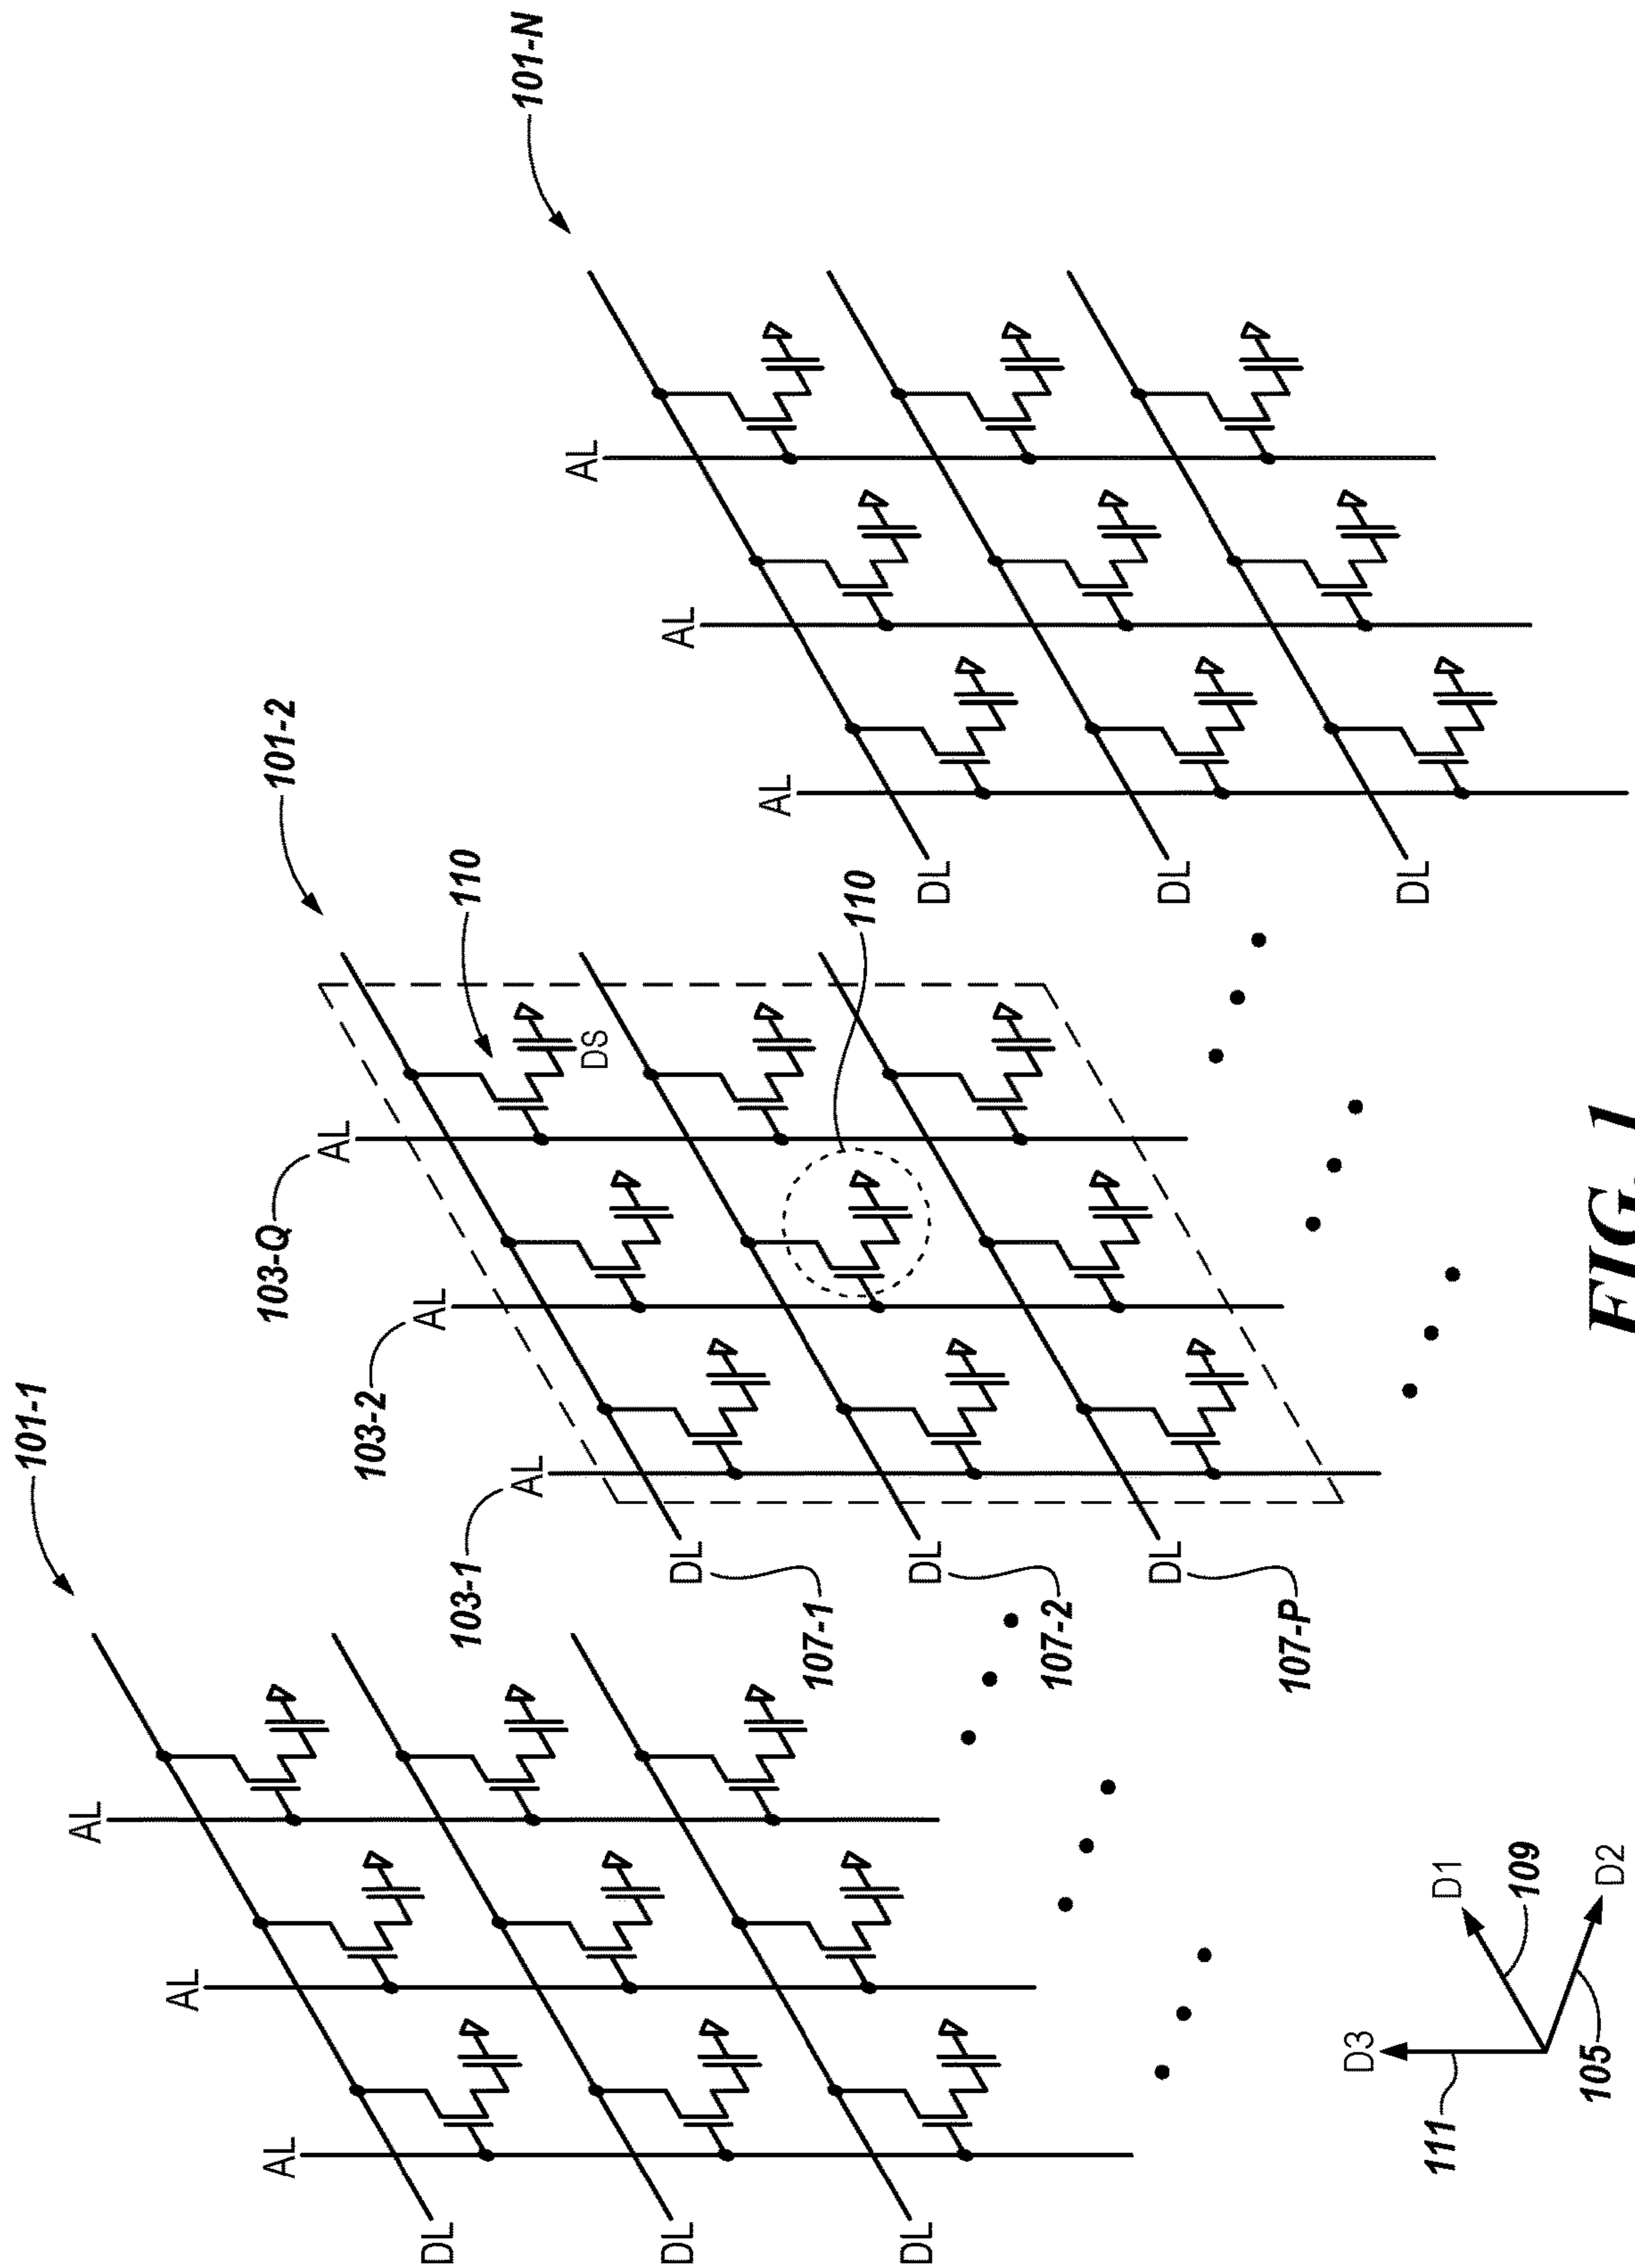 101-1
AL
AL
AL
DL
DL
DL
101-2
103-Q
AL
103-2
AL
103-1
AL
110
DS
110
DL
107-1
DL
107-2
DL
107-P
101-N
AL
AL
AL
DL
DL
DL
D3
111
D1
109
D2
105
FIG. 1